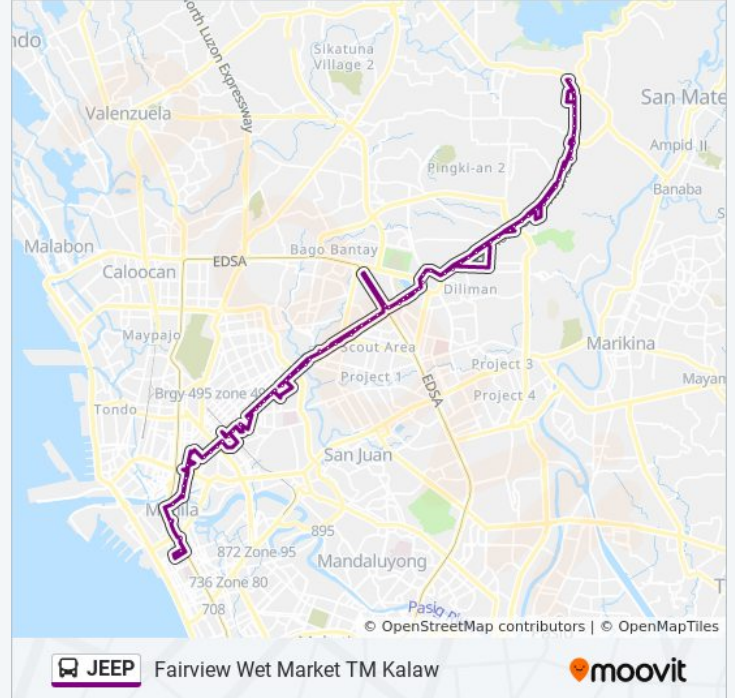 ndo
North Luzon Expressway
Sikatuna
Village 2
San Mate
Valenzuela
Ampid II
Pingki-an 2
Banaba
S
Malabon
Bago Bantay
EDSA
Caloocan
Diliman
Maypajo
Marikina
Scout Area
Project 3
Project 1
EDSA
Mayam
Brgy 495 zone 49
Project 4
Tondo
San Juan
Manila
895
872 Zone 95
Mandaluyong
736 Zone 80
T
708
© OpenStreetMap contributors | © OpenMapTiles
JEEP Fairview Wet Market TM Kalaw
moovit